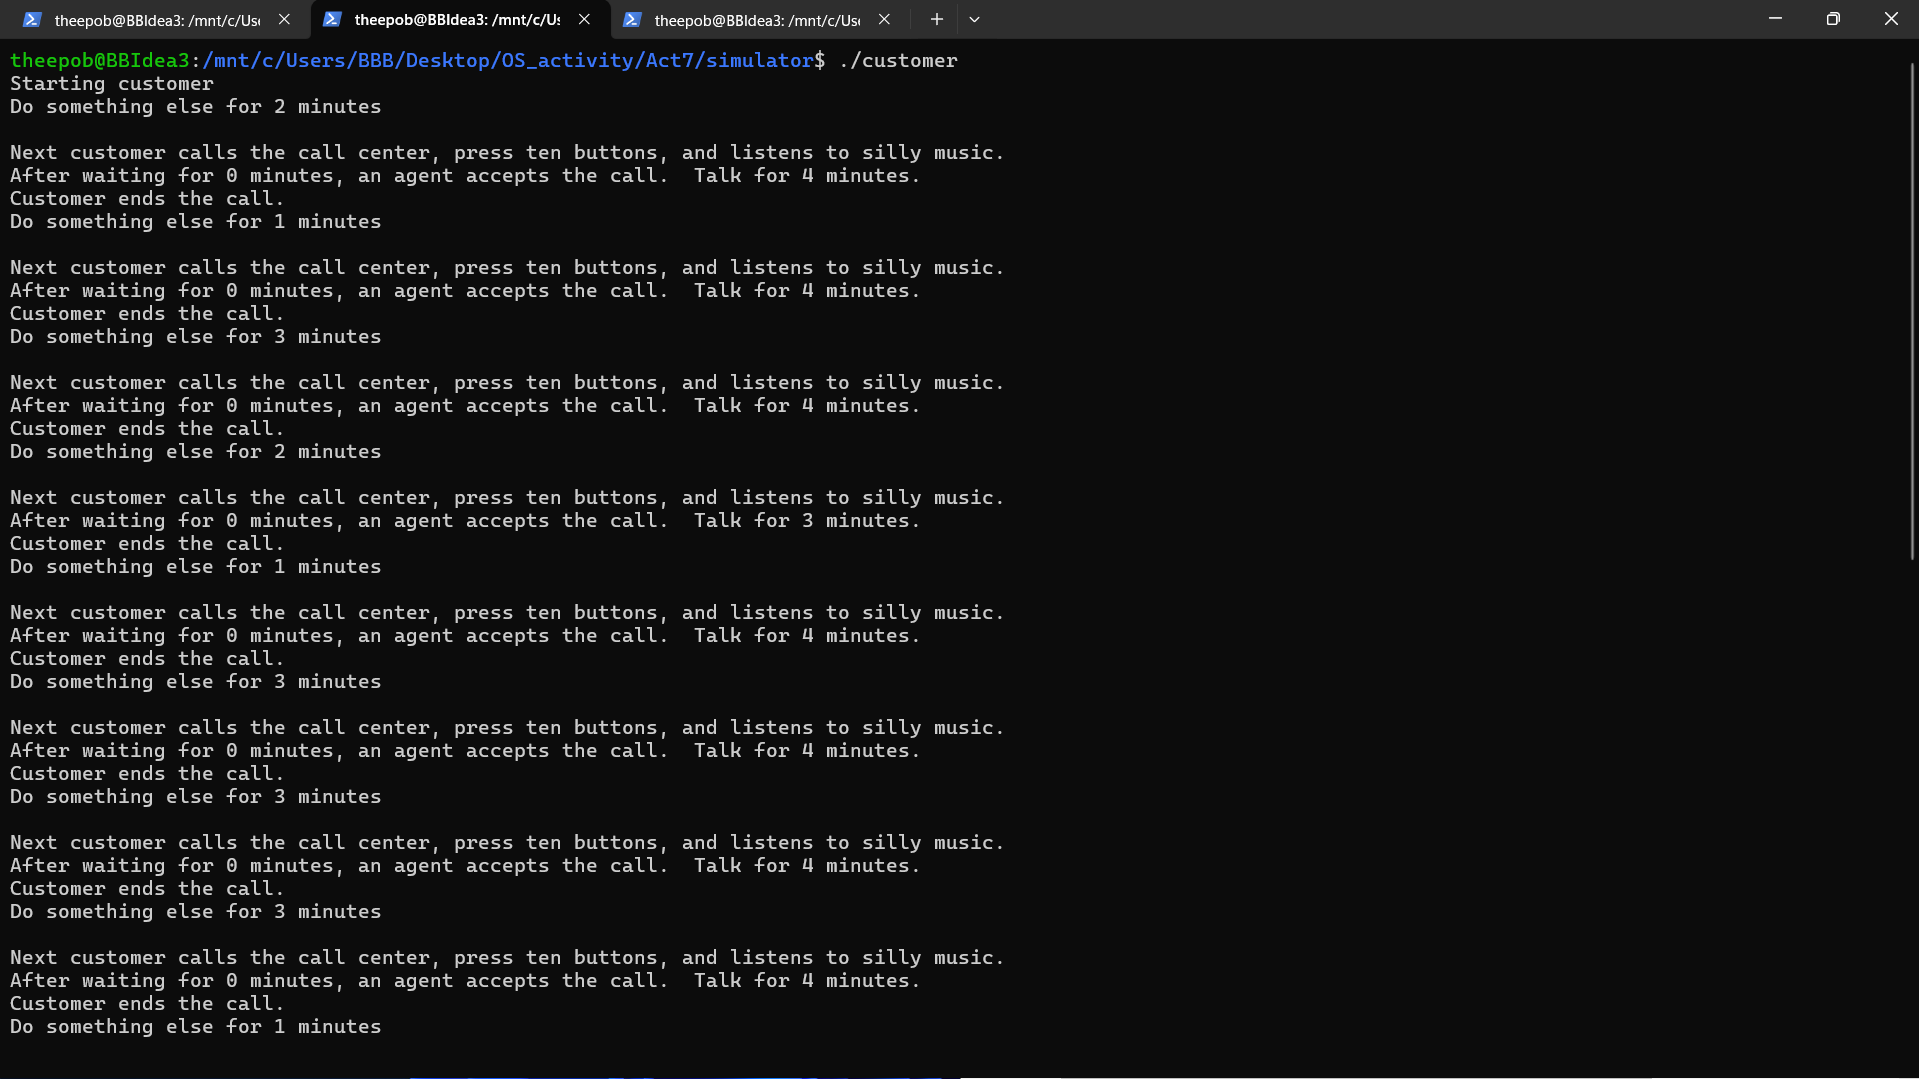 theepob@BBIdea3: /mnt/c/Use
theepob@BBIdea3: /mnt/c/Us
theepob@BBIdea3: /mnt/c/Use
theepob@BBIdea3:/mnt/c/Users/BBB/Desktop/OS_activity/Act7/simulator$ ./customer
Starting customer
Do something else for 2 minutes

Next customer calls the call center, press ten buttons, and listens to silly music.
After waiting for 0 minutes, an agent accepts the call.  Talk for 4 minutes.
Customer ends the call.
Do something else for 1 minutes

Next customer calls the call center, press ten buttons, and listens to silly music.
After waiting for 0 minutes, an agent accepts the call.  Talk for 4 minutes.
Customer ends the call.
Do something else for 3 minutes

Next customer calls the call center, press ten buttons, and listens to silly music.
After waiting for 0 minutes, an agent accepts the call.  Talk for 4 minutes.
Customer ends the call.
Do something else for 2 minutes

Next customer calls the call center, press ten buttons, and listens to silly music.
After waiting for 0 minutes, an agent accepts the call.  Talk for 3 minutes.
Customer ends the call.
Do something else for 1 minutes

Next customer calls the call center, press ten buttons, and listens to silly music.
After waiting for 0 minutes, an agent accepts the call.  Talk for 4 minutes.
Customer ends the call.
Do something else for 3 minutes

Next customer calls the call center, press ten buttons, and listens to silly music.
After waiting for 0 minutes, an agent accepts the call.  Talk for 4 minutes.
Customer ends the call.
Do something else for 3 minutes

Next customer calls the call center, press ten buttons, and listens to silly music.
After waiting for 0 minutes, an agent accepts the call.  Talk for 4 minutes.
Customer ends the call.
Do something else for 3 minutes

Next customer calls the call center, press ten buttons, and listens to silly music.
After waiting for 0 minutes, an agent accepts the call.  Talk for 4 minutes.
Customer ends the call.
Do something else for 1 minutes